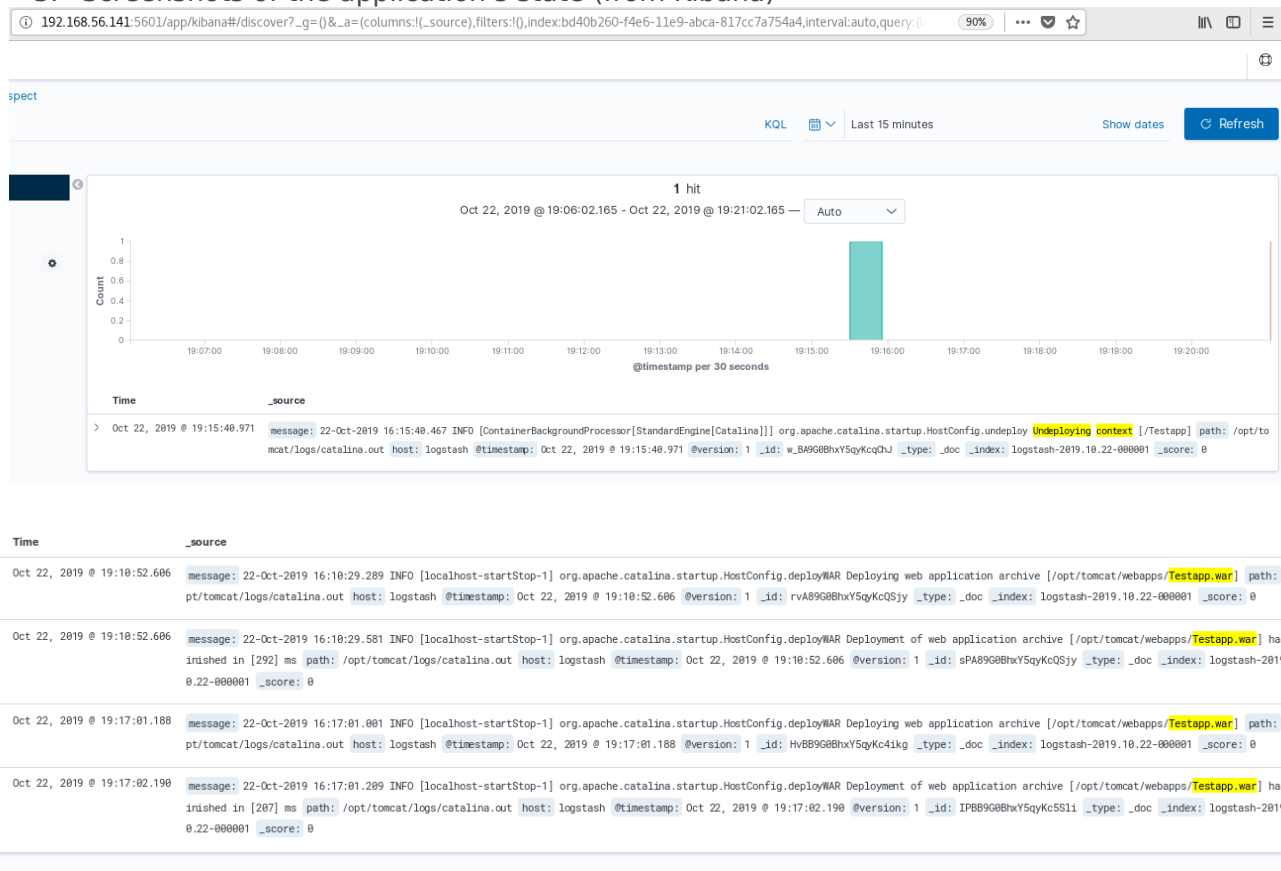 Screenshots of the application's state (from Kibana)
192.168.56.141:5601/app/kibana#/discover?_g=()&_a=(columns:!(_source),filters:!(),index:bd40b260-f4e6-11e9-abca-817cc7a754a4,interval:auto,query:(l
90%
spect
KQL
Last 15 minutes
Show dates
Refresh
1 hit
Oct 22, 2019 @ 19:06:02.165 - Oct 22, 2019 @ 19:21:02.165 —
Auto
1
0.8
0.6
0.4
0.2
0
Count
19:07:00 19:08:00 19:09:00 19:10:00 19:11:00 19:12:00 19:13:00 19:14:00 19:15:00 19:16:00 19:17:00 19:18:00 19:19:00 19:20:00
@timestamp per 30 seconds
Time _source
Oct 22, 2019 @ 19:15:40.971 message: 22-Oct-2019 16:15:40.467 INFO [ContainerBackgroundProcessor[StandardEngine[Catalina]]] org.apache.catalina.startup.HostConfig.undeploy Undeploying context [/Testapp] path: /opt/to
mcat/logs/catalina.out host: logstash @timestamp: Oct 22, 2019 @ 19:15:40.971 @version: 1 _id: w_BA9G0BhxY5qyKcqChJ _type: _doc _index: logstash-2019.10.22-000001 _score: 0
Time _source
Oct 22, 2019 @ 19:10:52.606 message: 22-Oct-2019 16:10:29.289 INFO [localhost-startStop-1] org.apache.catalina.startup.HostConfig.deployWAR Deploying web application archive [/opt/tomcat/webapps/Testapp.war] path:
pt/tomcat/logs/catalina.out host: logstash @timestamp: Oct 22, 2019 @ 19:10:52.606 @version: 1 _id: rvA89G0BhxY5qyKcQSjy _type: _doc _index: logstash-2019.10.22-000001 _score: 0
Oct 22, 2019 @ 19:10:52.606 message: 22-Oct-2019 16:10:29.581 INFO [localhost-startStop-1] org.apache.catalina.startup.HostConfig.deployWAR Deployment of web application archive [/opt/tomcat/webapps/Testapp.war] ha
inished in [292] ms path: /opt/tomcat/logs/catalina.out host: logstash @timestamp: Oct 22, 2019 @ 19:10:52.606 @version: 1 _id: sPA89G0BhxY5qyKcQSjy _type: _doc _index: logstash-201
0.22-000001 _score: 0
Oct 22, 2019 @ 19:17:01.188 message: 22-Oct-2019 16:17:01.001 INFO [localhost-startStop-1] org.apache.catalina.startup.HostConfig.deployWAR Deploying web application archive [/opt/tomcat/webapps/Testapp.war] path:
pt/tomcat/logs/catalina.out host: logstash @timestamp: Oct 22, 2019 @ 19:17:01.188 @version: 1 _id: HvBB9G0BhxY5qyKc4ikg _type: _doc _index: logstash-2019.10.22-000001 _score: 0
Oct 22, 2019 @ 19:17:02.190 message: 22-Oct-2019 16:17:01.209 INFO [localhost-startStop-1] org.apache.catalina.startup.HostConfig.deployWAR Deployment of web application archive [/opt/tomcat/webapps/Testapp.war] ha
inished in [207] ms path: /opt/tomcat/logs/catalina.out host: logstash @timestamp: Oct 22, 2019 @ 19:17:02.190 @version: 1 _id: IPBB9G0BhxY5qyKc5Sli _type: _doc _index: logstash-201
0.22-000001 _score: 0